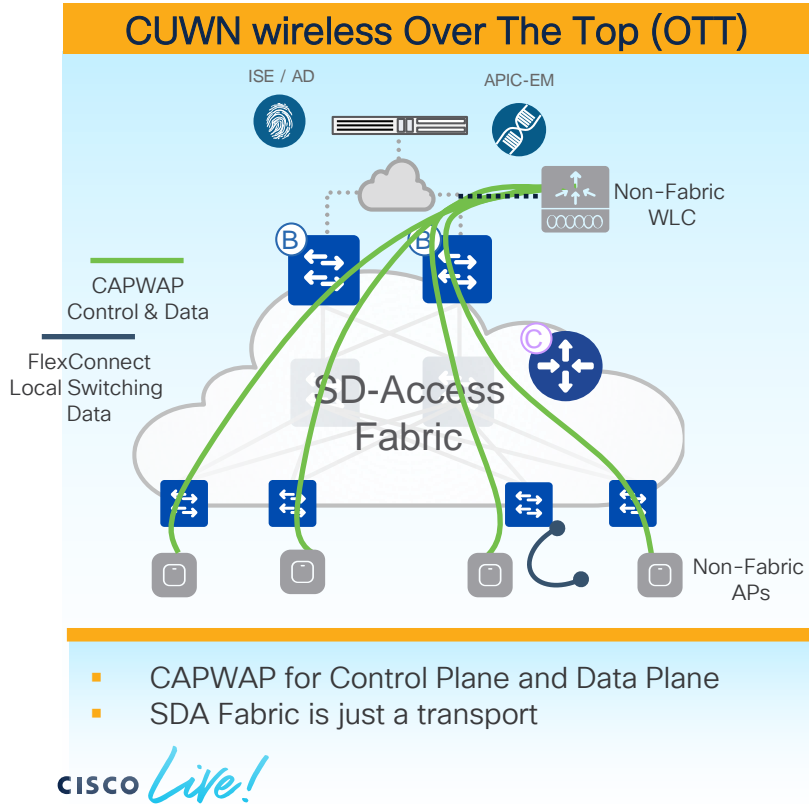 CUWN wireless Over The Top (OTT)
ISE / AD
APIC-EM
Non-Fabric
WLC
B
B
CAPWAP
Control & Data
C
FlexConnect
Local Switching
Data
SD-Access
Fabric
Non-Fabric
APs
▪ CAPWAP for Control Plane and Data Plane
▪ SDA Fabric is just a transport
CISCO Live!